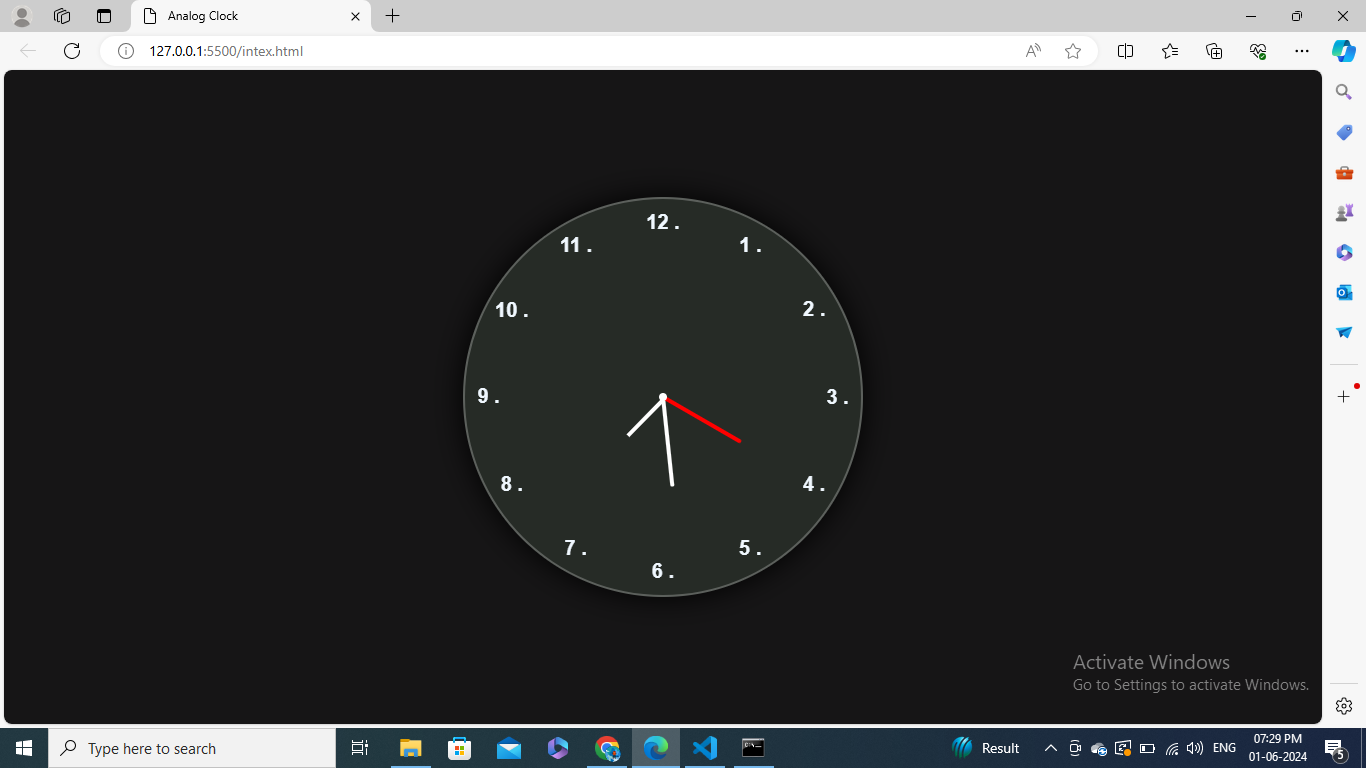 Analog Clock
127.0.0.1:5500/intex.html
12 .
11 .
1 .
10 .
2 .
9 .
3 .
8 .
4 .
7 .
5 .
6 .
Activate Windows
Go to Settings to activate Windows.
Type here to search
Result
ENG
07:29 PM
01-06-2024
5